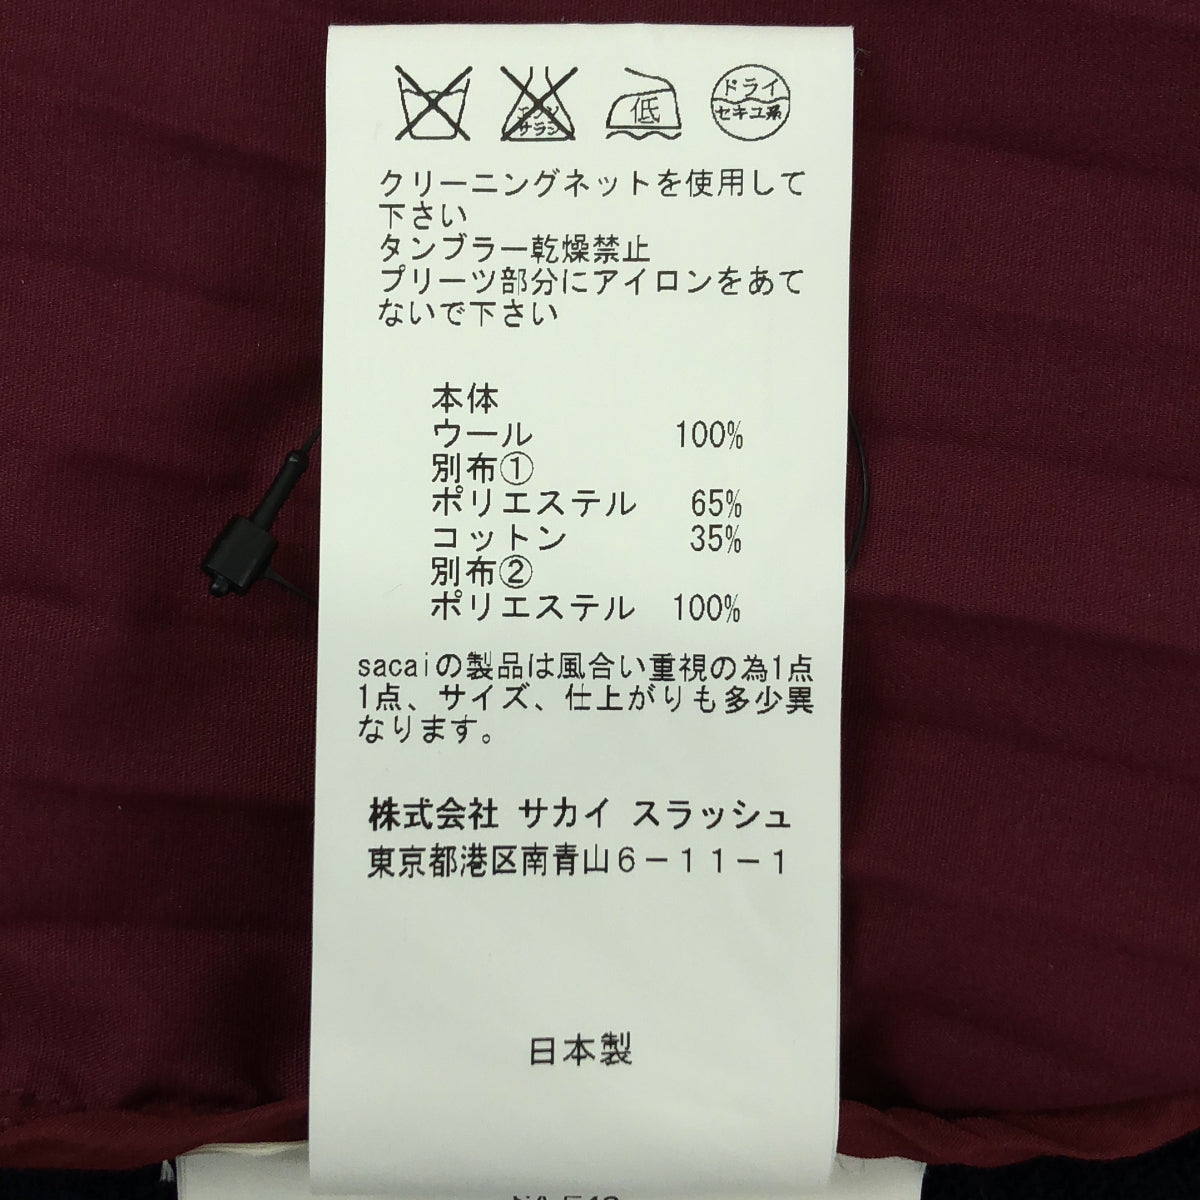 エンソ
サラシ
低
ドライ
セキユ系
クリーニングネットを使用して
下さい
タンブラー乾燥禁止
プリーツ部分にアイロンをあて
ないで下さい
本体
ウール 100%
別布①
ポリエステル 65%
コットン 35%
別布②
ポリエステル 100%
sacaiの製品は風合い重視の為1点
1点、サイズ、仕上がりも多少異
なります。
株式会社 サカイ スラッシュ
東京都港区南青山6－11－1
日本製